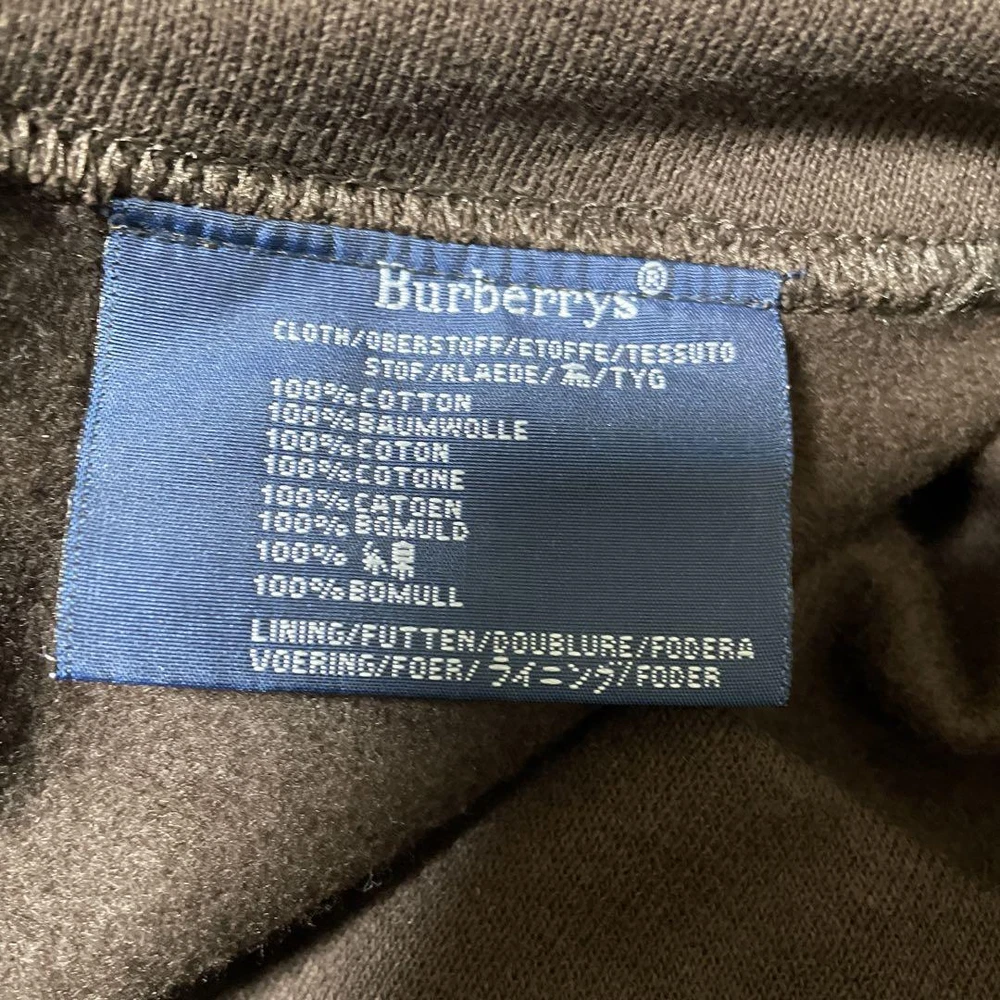 Burberrys®
CLOTH/OBERSTOFF/ETOFFE/TESSUTO
STOF/KLAEDE/布/TYG
100%COTTON
100%BAUMWOLLE
100%COTON
100%COTONE
100%CATOEN
100%BOMULD
100% 綿
100%BOMULL
LINING/FUTTEN/DOUBLURE/FODERA
VOERING/FOER/ライニング/FODER